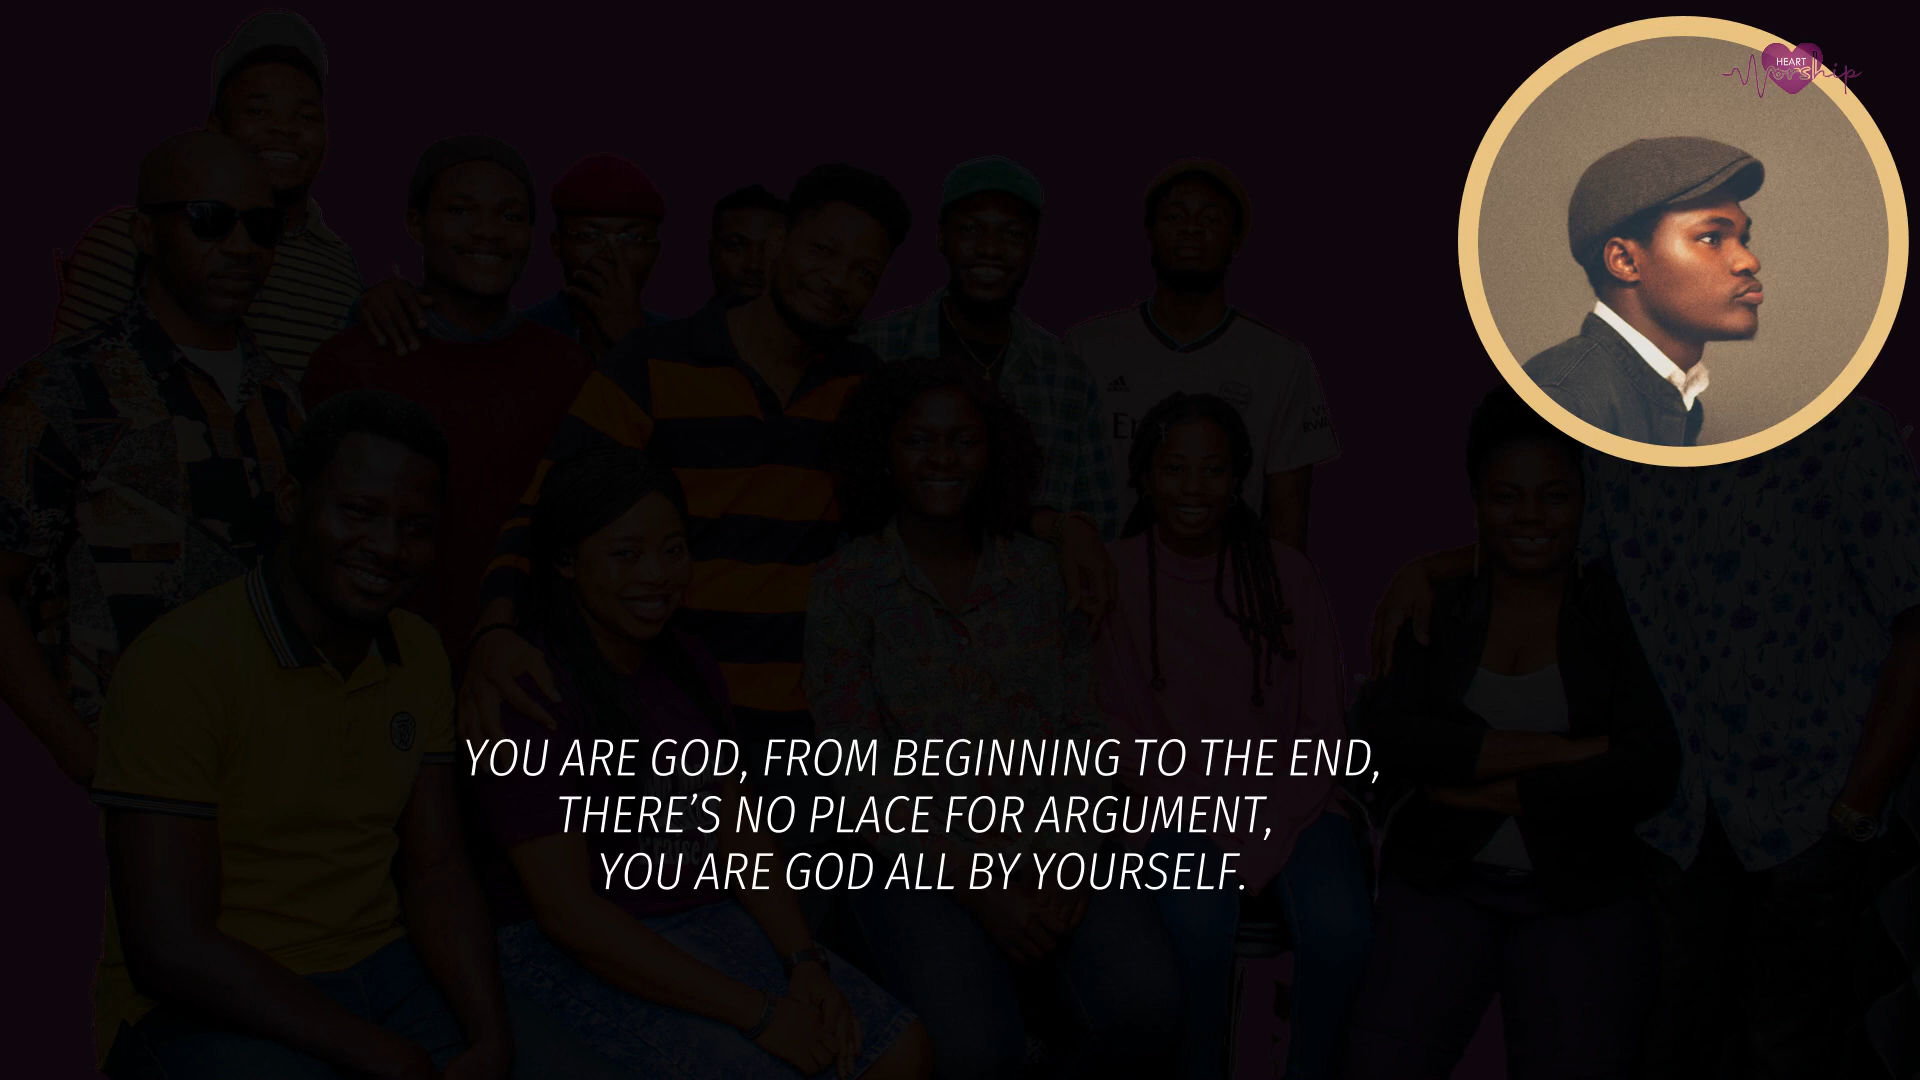 HEART
Worship
YOU ARE GOD, FROM BEGINNING TO THE END,
THERE’S NO PLACE FOR ARGUMENT,
YOU ARE GOD ALL BY YOURSELF.